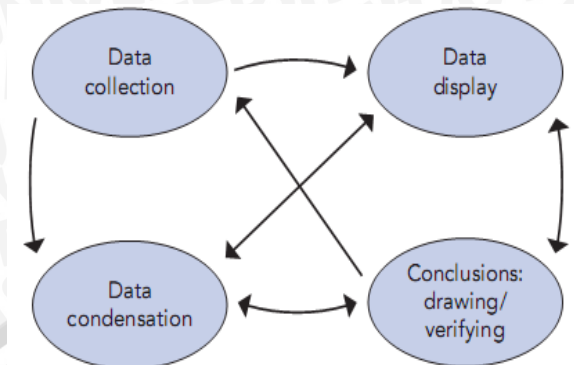 Data
collection
Data
display
Data
condensation
Conclusions:
drawing/
verifying